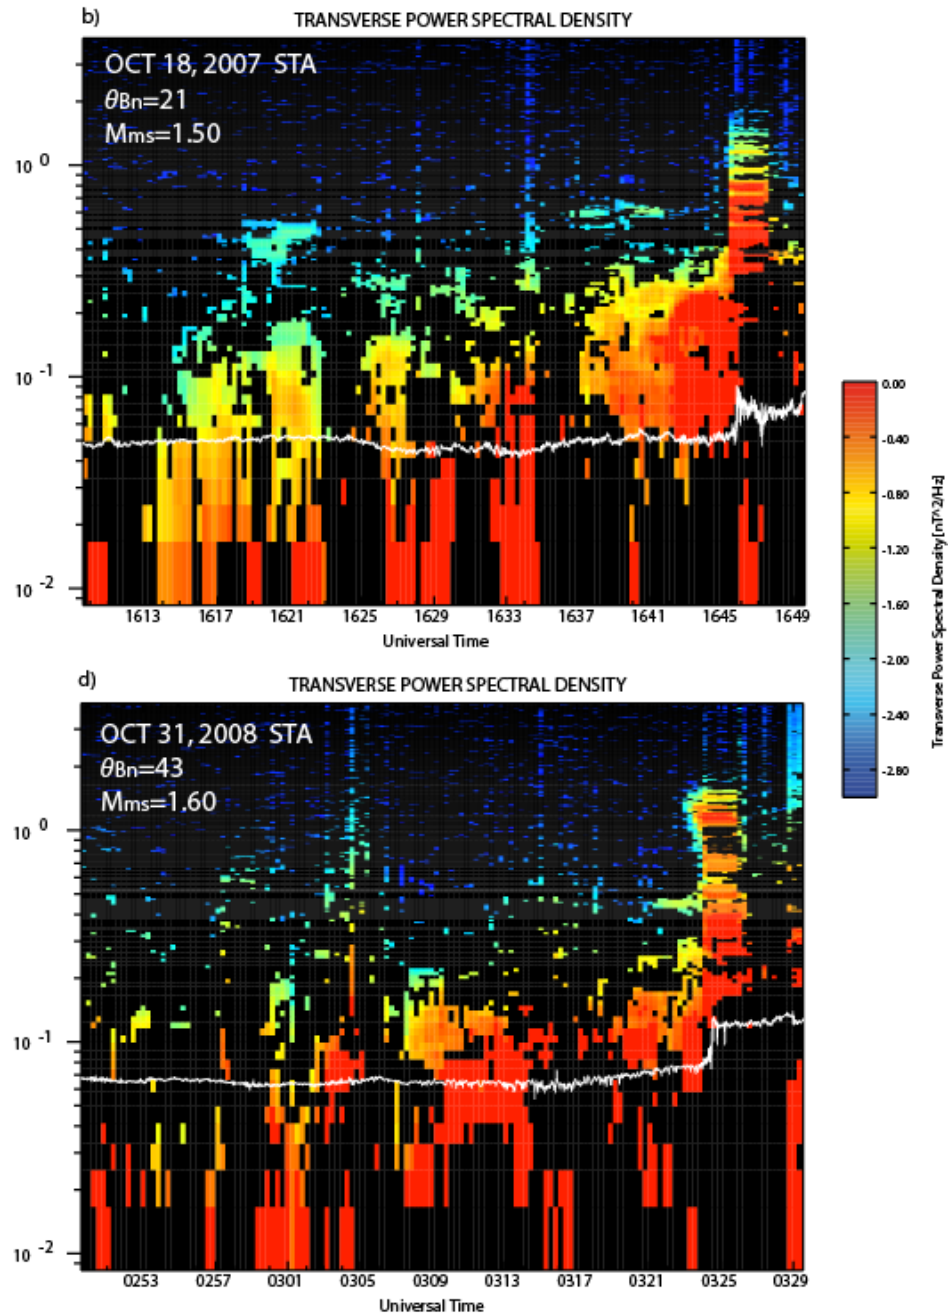 b) TRANSVERSE POWER SPECTRAL DENSITY
OCT 18, 2007 STA
θBn=21
Mms=1.50
10 0
10 -1
10 -2
1613 1617 1621 1625 1629 1633 1637 1641 1645 1649
Universal Time
0.00
-0.40
-0.80
-1.20
-1.60
-2.00
-2.40
-2.80
Transverse Power Spectral Density [nT^2/Hz]
d) TRANSVERSE POWER SPECTRAL DENSITY
OCT 31, 2008 STA
θBn=43
Mms=1.60
10 0
10 -1
10 -2
0253 0257 0301 0305 0309 0313 0317 0321 0325 0329
Universal Time